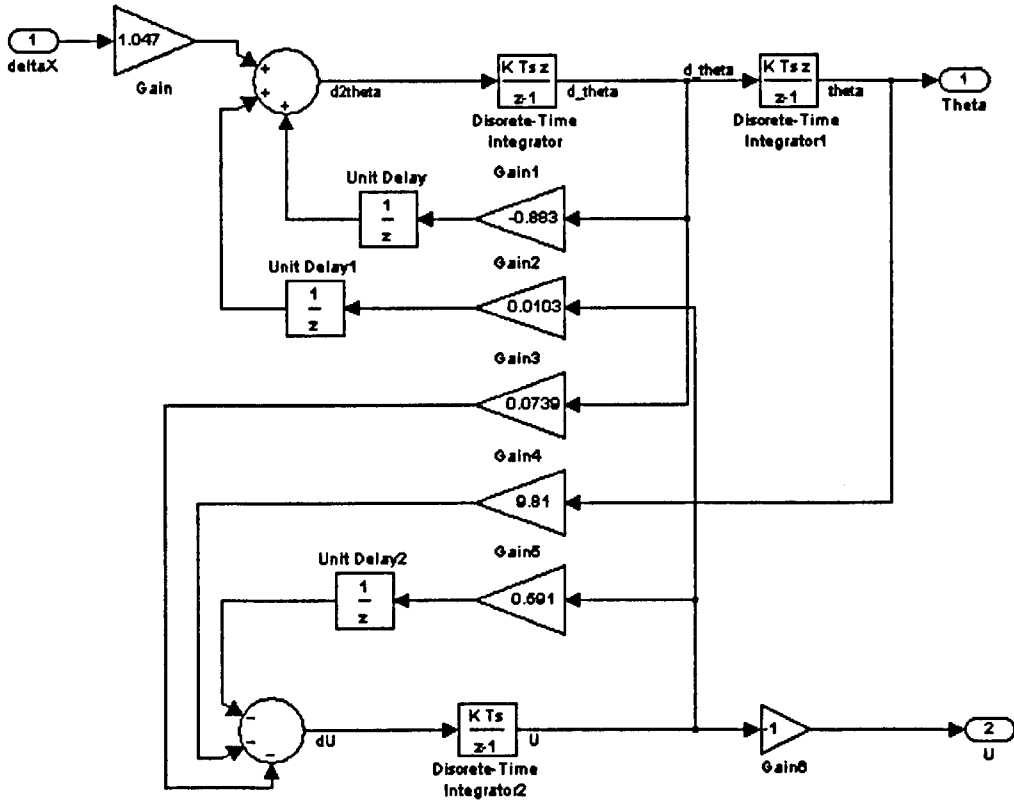 1
deltaX
1.047
Gain
+
+
+
d2theta
K Ts z
z-1
d_theta
Discrete-Time
Integrator
d_theta
K Ts z
z-1
theta
Discrete-Time
Integrator1
1
Theta
Gain1
Unit Delay
1
z
-0.893
Gain2
Unit Delay1
1
z
0.0103
Gain3
0.0739
Gain4
9.81
Gain5
Unit Delay2
1
z
0.691
-
-
-
dU
K Ts
z-1
U
Discrete-Time
Integrator2
-1
Gain6
2
U